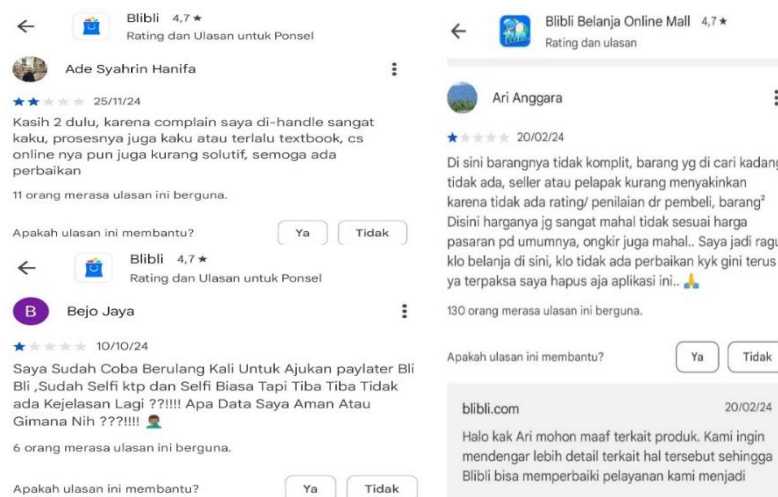 Blibli 4,7 ★
Rating dan Ulasan untuk Ponsel
Ade Syahrin Hanifa
25/11/24
Kasih 2 dulu, karena complain saya di-handle sangat
kaku, prosesnya juga kaku atau terlalu textbook, cs
online nya pun juga kurang solutif, semoga ada
perbaikan
11 orang merasa ulasan ini berguna.
Apakah ulasan ini membantu? Ya Tidak
Blibli 4,7 ★
Rating dan Ulasan untuk Ponsel
B Bejo Jaya
10/10/24
Saya Sudah Coba Berulang Kali Untuk Ajukan paylater Bli
Bli ,Sudah Selfi ktp dan Selfi Biasa Tapi Tiba Tiba Tidak
ada Kejelasan Lagi ??!!!! Apa Data Saya Aman Atau
Gimana Nih ???!!!! 🤦🏽‍♂️
6 orang merasa ulasan ini berguna.
Apakah ulasan ini membantu? Ya Tidak
Blibli Belanja Online Mall 4,7 ★
Rating dan ulasan
Ari Anggara
20/02/24
Di sini barangnya tidak komplit, barang yg di cari kadang
tidak ada, seller atau pelapak kurang menyakinkan
karena tidak ada rating/ penilaian dr pembeli, barang²
Disini harganya jg sangat mahal tidak sesuai harga
pasaran pd umumnya, ongkir juga mahal.. Saya jadi ragu
klo belanja di sini, klo tidak ada perbaikan kyk gini terus
ya terpaksa saya hapus aja aplikasi ini.. 🙏
130 orang merasa ulasan ini berguna.
Apakah ulasan ini membantu? Ya Tidak
blibli.com 20/02/24
Halo kak Ari mohon maaf terkait produk. Kami ingin
mendengar lebih detail terkait hal tersebut sehingga
Blibli bisa memperbaiki pelayanan kami menjadi